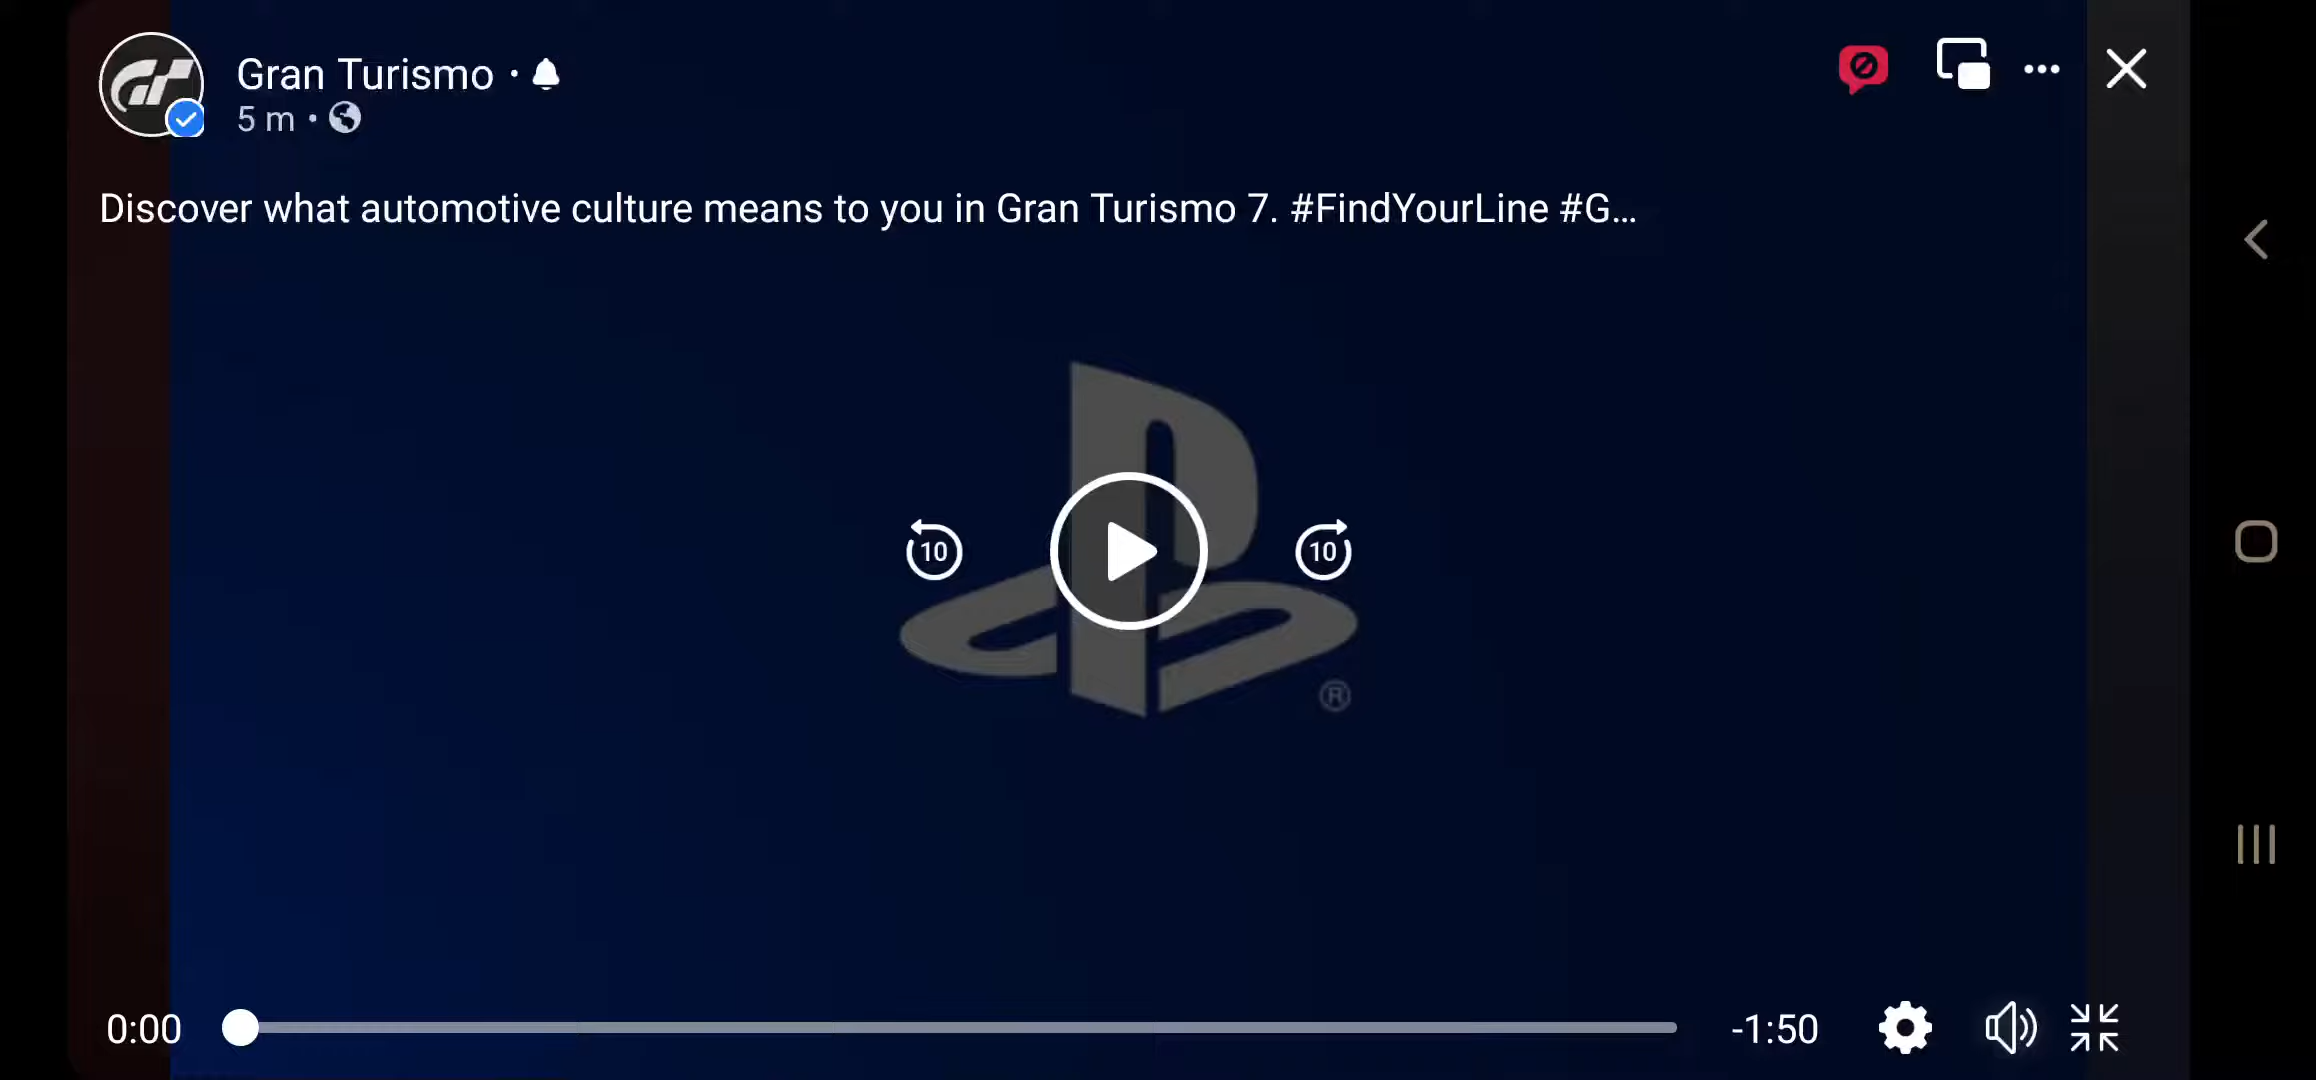 Gran Turismo ·
5 m ·
Discover what automotive culture means to you in Gran Turismo 7. #FindYourLine #G...
10
10
®
0:00
-1:50